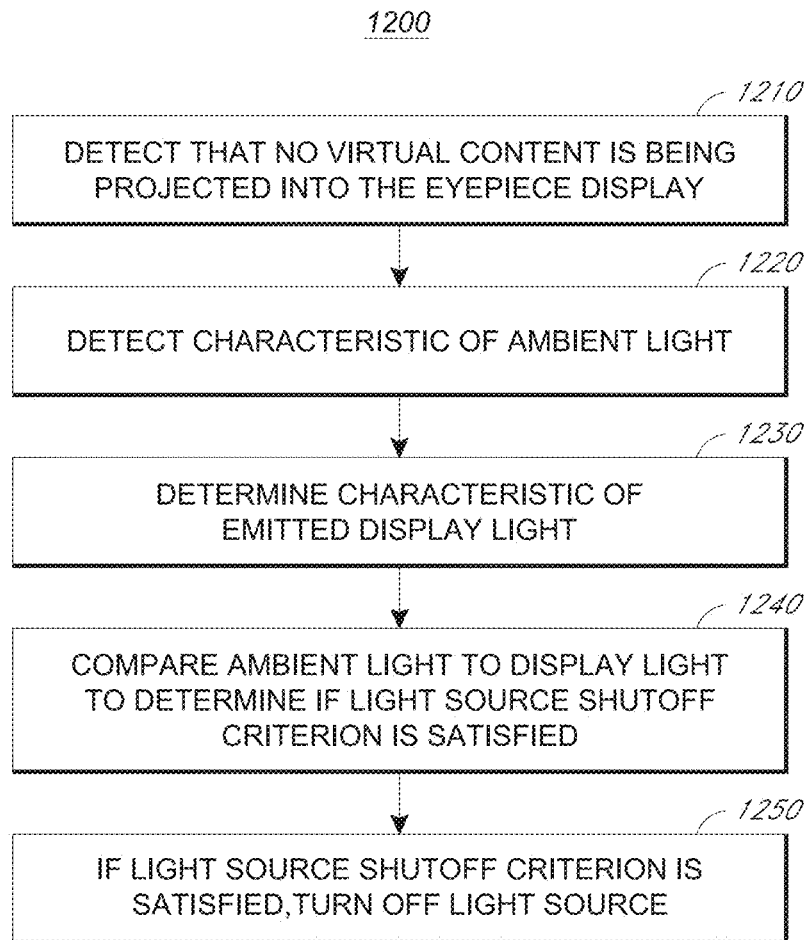 1200
1210
DETECT THAT NO VIRTUAL CONTENT IS BEING
PROJECTED INTO THE EYEPIECE DISPLAY
1220
DETECT CHARACTERISTIC OF AMBIENT LIGHT
1230
DETERMINE CHARACTERISTIC OF
EMITTED DISPLAY LIGHT
1240
COMPARE AMBIENT LIGHT TO DISPLAY LIGHT
TO DETERMINE IF LIGHT SOURCE SHUTOFF
CRITERION IS SATISFIED
1250
IF LIGHT SOURCE SHUTOFF CRITERION IS
SATISFIED,TURN OFF LIGHT SOURCE